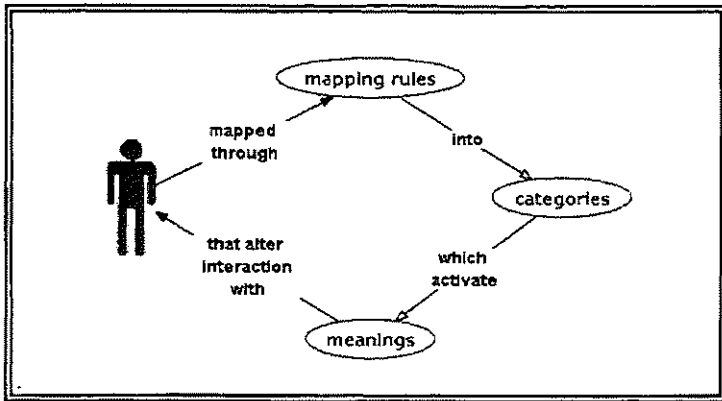 mapping rules
mapped
through
into
categories
that alter
interaction
with
which
activate
meanings